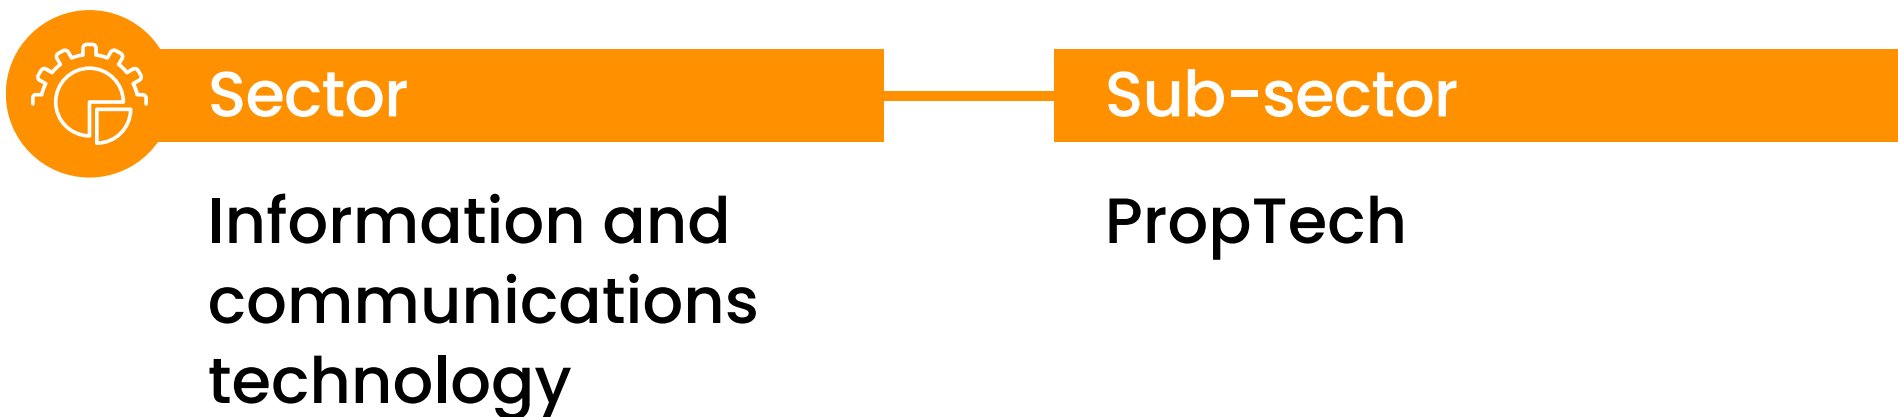 Sector
Sub-sector
Information and
communications
technology
PropTech